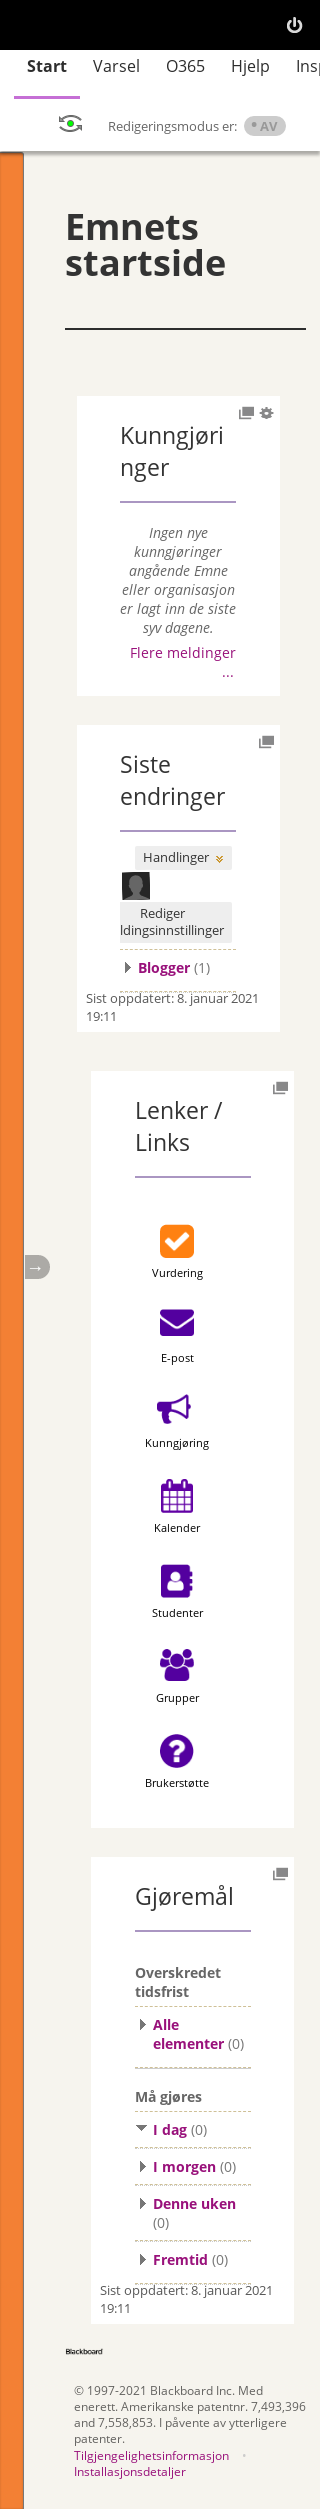 Start Varsel O365 Hjelp Insp
Redigeringsmodus er: AV
Emnets
startside
Kunngjøri
nger
Ingen nye
kunngjøringer
angående Emne
eller organisasjon
er lagt inn de siste
syv dagene.
Flere meldinger
...
Siste
endringer
Handlinger
Rediger
ldingsinnstillinger
Blogger (1)
Sist oppdatert: 8. januar 2021
19:11
Lenker /
Links
→
Vurdering
E-post
Kunngjøring
Kalender
Studenter
Grupper
Brukerstøtte
Gjøremål
Overskredet
tidsfrist
Alle
elementer (0)
Må gjøres
I dag (0)
I morgen (0)
Denne uken
(0)
Fremtid (0)
Sist oppdatert: 8. januar 2021
19:11
Blackboard
© 1997-2021 Blackboard Inc. Med
enerett. Amerikanske patentnr. 7,493,396
and 7,558,853. I påvente av ytterligere
patenter.
Tilgjengelighetsinformasjon •
Installasjonsdetaljer